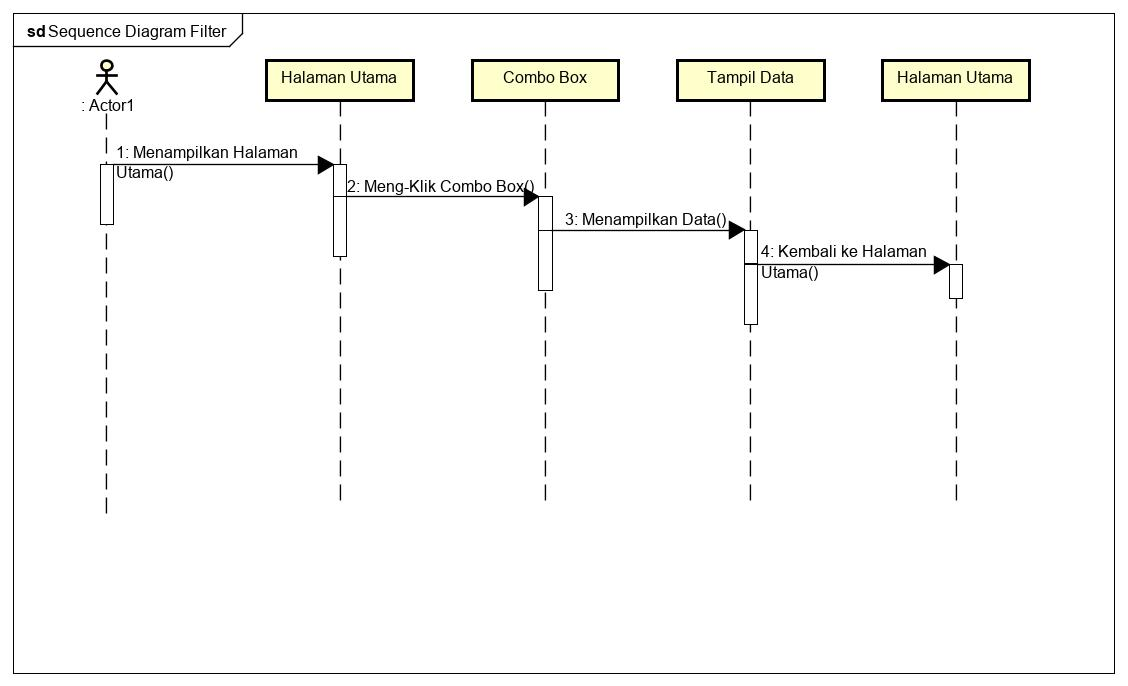 sd Sequence Diagram Filter
: Actor1
Halaman Utama
Combo Box
Tampil Data
Halaman Utama
1: Menampilkan Halaman
Utama()
2: Meng-Klik Combo Box()
3: Menampilkan Data()
4: Kembali ke Halaman
Utama()